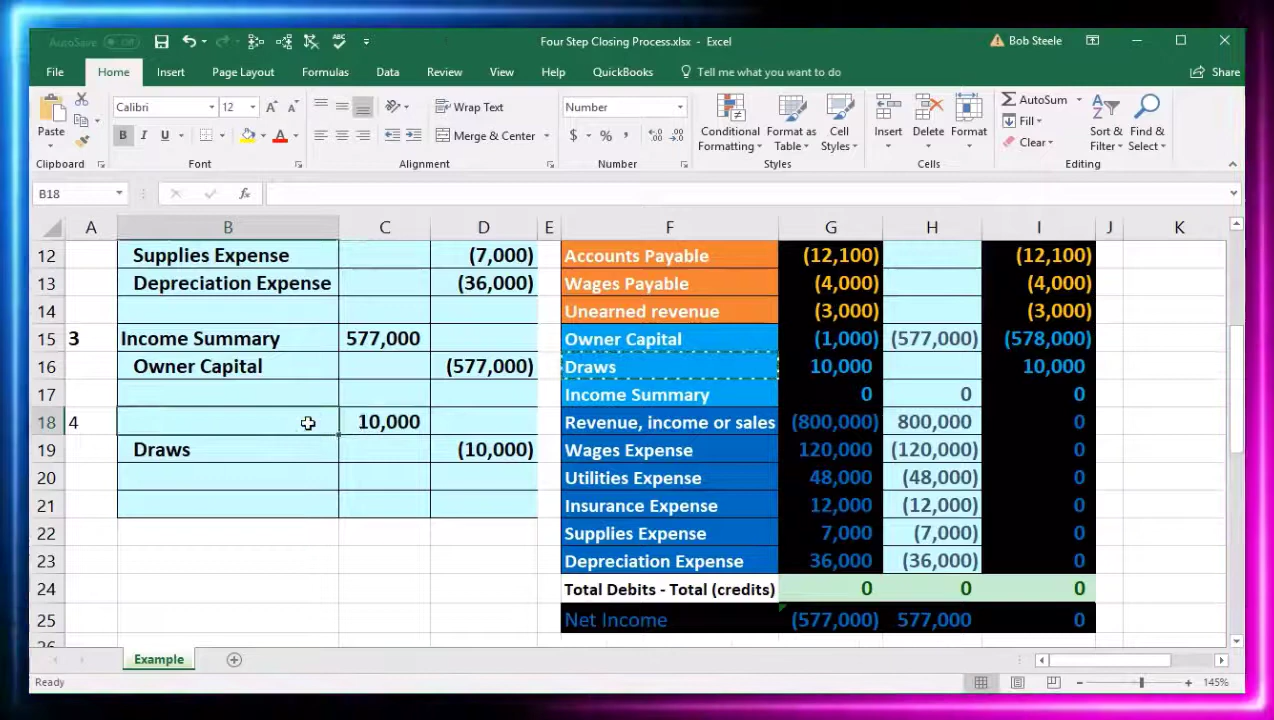 AutoSave Off
Four Step Closing Process.xlsx - Excel
Bob Steele
File Home Insert Page Layout Formulas Data Review View Help QuickBooks Tell me what you want to do Share
Paste
Calibri 12
B I U
Wrap Text
Merge & Center
Number
$ % ,
Conditional Formatting
Format as Table
Cell Styles
Insert
Delete
Format
AutoSum
Fill
Clear
Sort & Filter
Find & Select
Clipboard Font Alignment Number Styles Cells Editing
B18 fx
A B C D E F G H I J K
12 Supplies Expense (7,000) Accounts Payable (12,100) (12,100)
13 Depreciation Expense (36,000) Wages Payable (4,000) (4,000)
14 Unearned revenue (3,000) (3,000)
15 3 Income Summary 577,000 Owner Capital (1,000) (577,000) (578,000)
16 Owner Capital (577,000) Draws 10,000 10,000
17 Income Summary 0 0 0
18 4 10,000 Revenue, income or sales (800,000) 800,000 0
19 Draws (10,000) Wages Expense 120,000 (120,000) 0
20 Utilities Expense 48,000 (48,000) 0
21 Insurance Expense 12,000 (12,000) 0
22 Supplies Expense 7,000 (7,000) 0
23 Depreciation Expense 36,000 (36,000) 0
24 Total Debits - Total (credits) 0 0 0
25 Net Income (577,000) 577,000 0
Example
Ready
145%